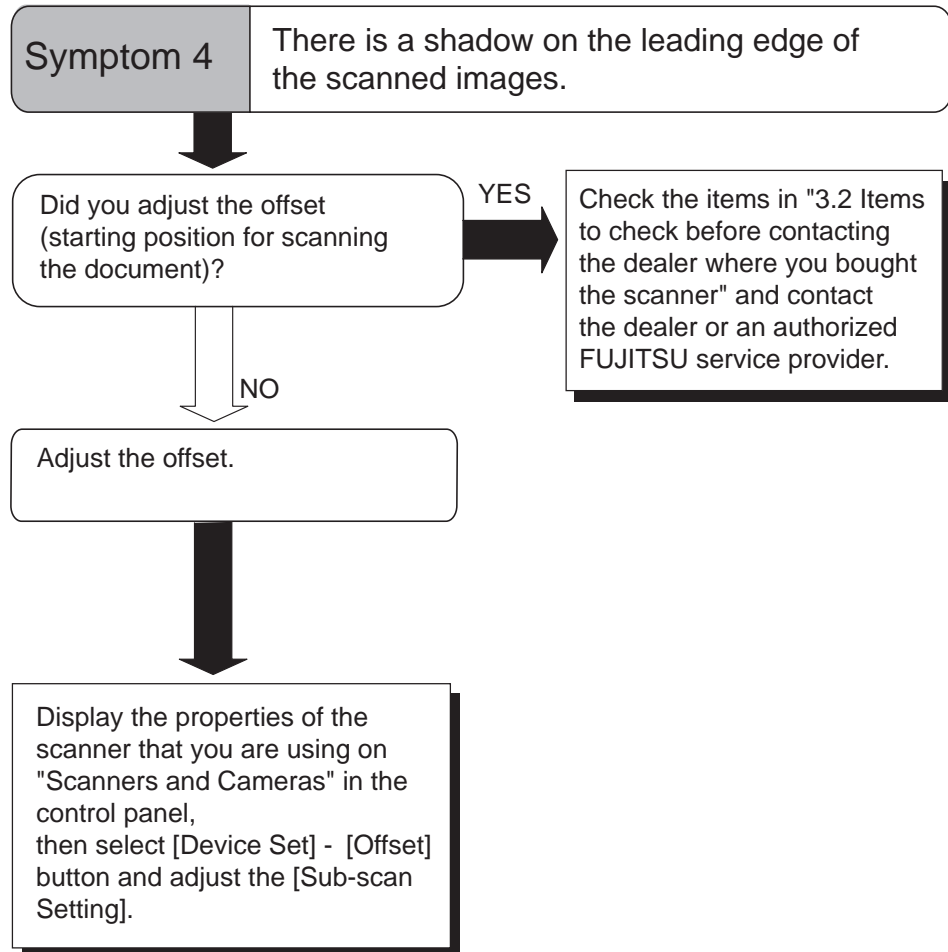 Symptom 4
There is a shadow on the leading edge of
the scanned images.
Did you adjust the offset
(starting position for scanning
the document)?
YES
Check the items in "3.2 Items
to check before contacting
the dealer where you bought
the scanner" and contact
the dealer or an authorized
FUJITSU service provider.
NO
Adjust the offset.
Display the properties of the
scanner that you are using on
"Scanners and Cameras" in the
control panel,
then select [Device Set] - [Offset]
button and adjust the [Sub-scan
Setting].